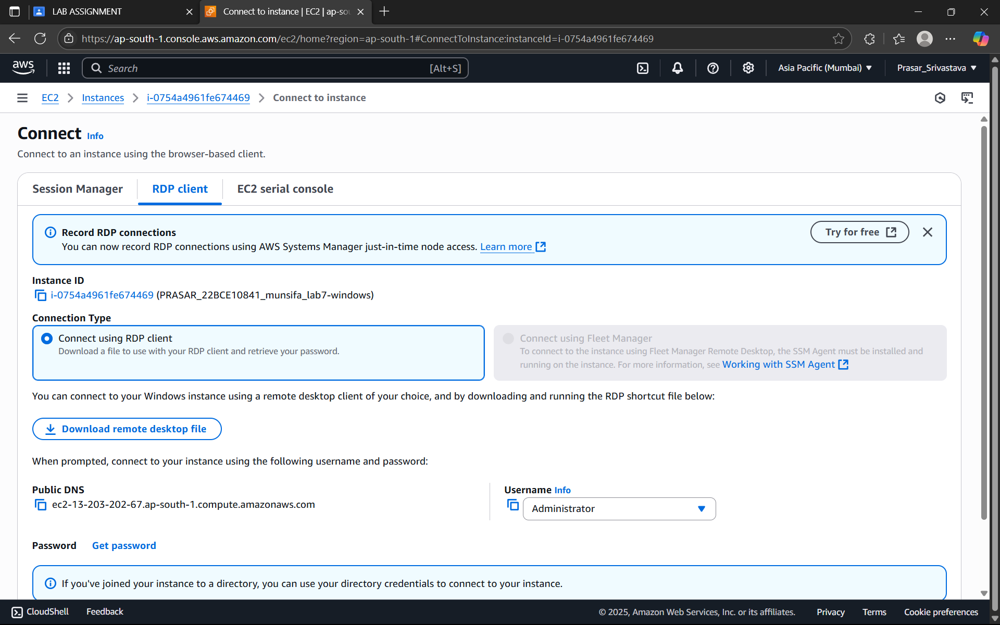 LAB ASSIGNMENT
Connect to instance | EC2 | ap-sou
https://ap-south-1.console.aws.amazon.com/ec2/home?region=ap-south-1#ConnectToInstance:instanceId=i-0754a4961fe674469
aws
Search [Alt+S]
Asia Pacific (Mumbai)
Prasar_Srivastava
EC2 > Instances > i-0754a4961fe674469 > Connect to instance
Connect Info
Connect to an instance using the browser-based client.
Session Manager
RDP client
EC2 serial console
Record RDP connections
You can now record RDP connections using AWS Systems Manager just-in-time node access. Learn more
Try for free
Instance ID
i-0754a4961fe674469 (PRASAR_22BCE10841_munsifa_lab7-windows)
Connection Type
Connect using RDP client
Download a file to use with your RDP client and retrieve your password.
Connect using Fleet Manager
To connect to the instance using Fleet Manager Remote Desktop, the SSM Agent must be installed and
running on the instance. For more information, see Working with SSM Agent
You can connect to your Windows instance using a remote desktop client of your choice, and by downloading and running the RDP shortcut file below:
Download remote desktop file
When prompted, connect to your instance using the following username and password:
Public DNS
ec2-13-203-202-67.ap-south-1.compute.amazonaws.com
Username Info
Administrator
Password Get password
If you've joined your instance to a directory, you can use your directory credentials to connect to your instance.
CloudShell Feedback
© 2025, Amazon Web Services, Inc. or its affiliates. Privacy Terms Cookie preferences